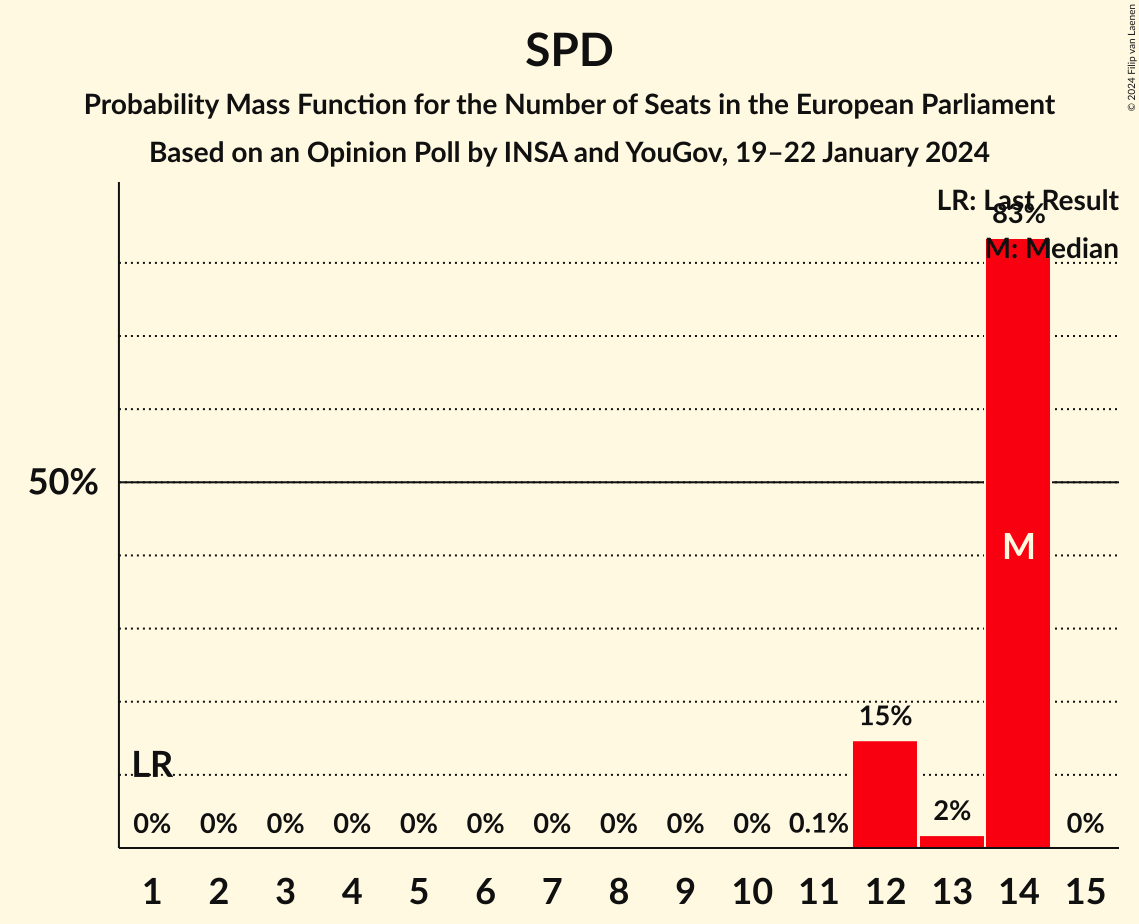 SPD
Probability Mass Function for the Number of Seats in the European Parliament
Based on an Opinion Poll by INSA and YouGov, 19–22 January 2024
© 2024 Filip van Laenen
LR: Last Result
83%
M: Median
50%
M
15%
LR
2%
0% 0% 0% 0% 0% 0% 0% 0% 0% 0% 0.1% 0%
1 2 3 4 5 6 7 8 9 10 11 12 13 14 15